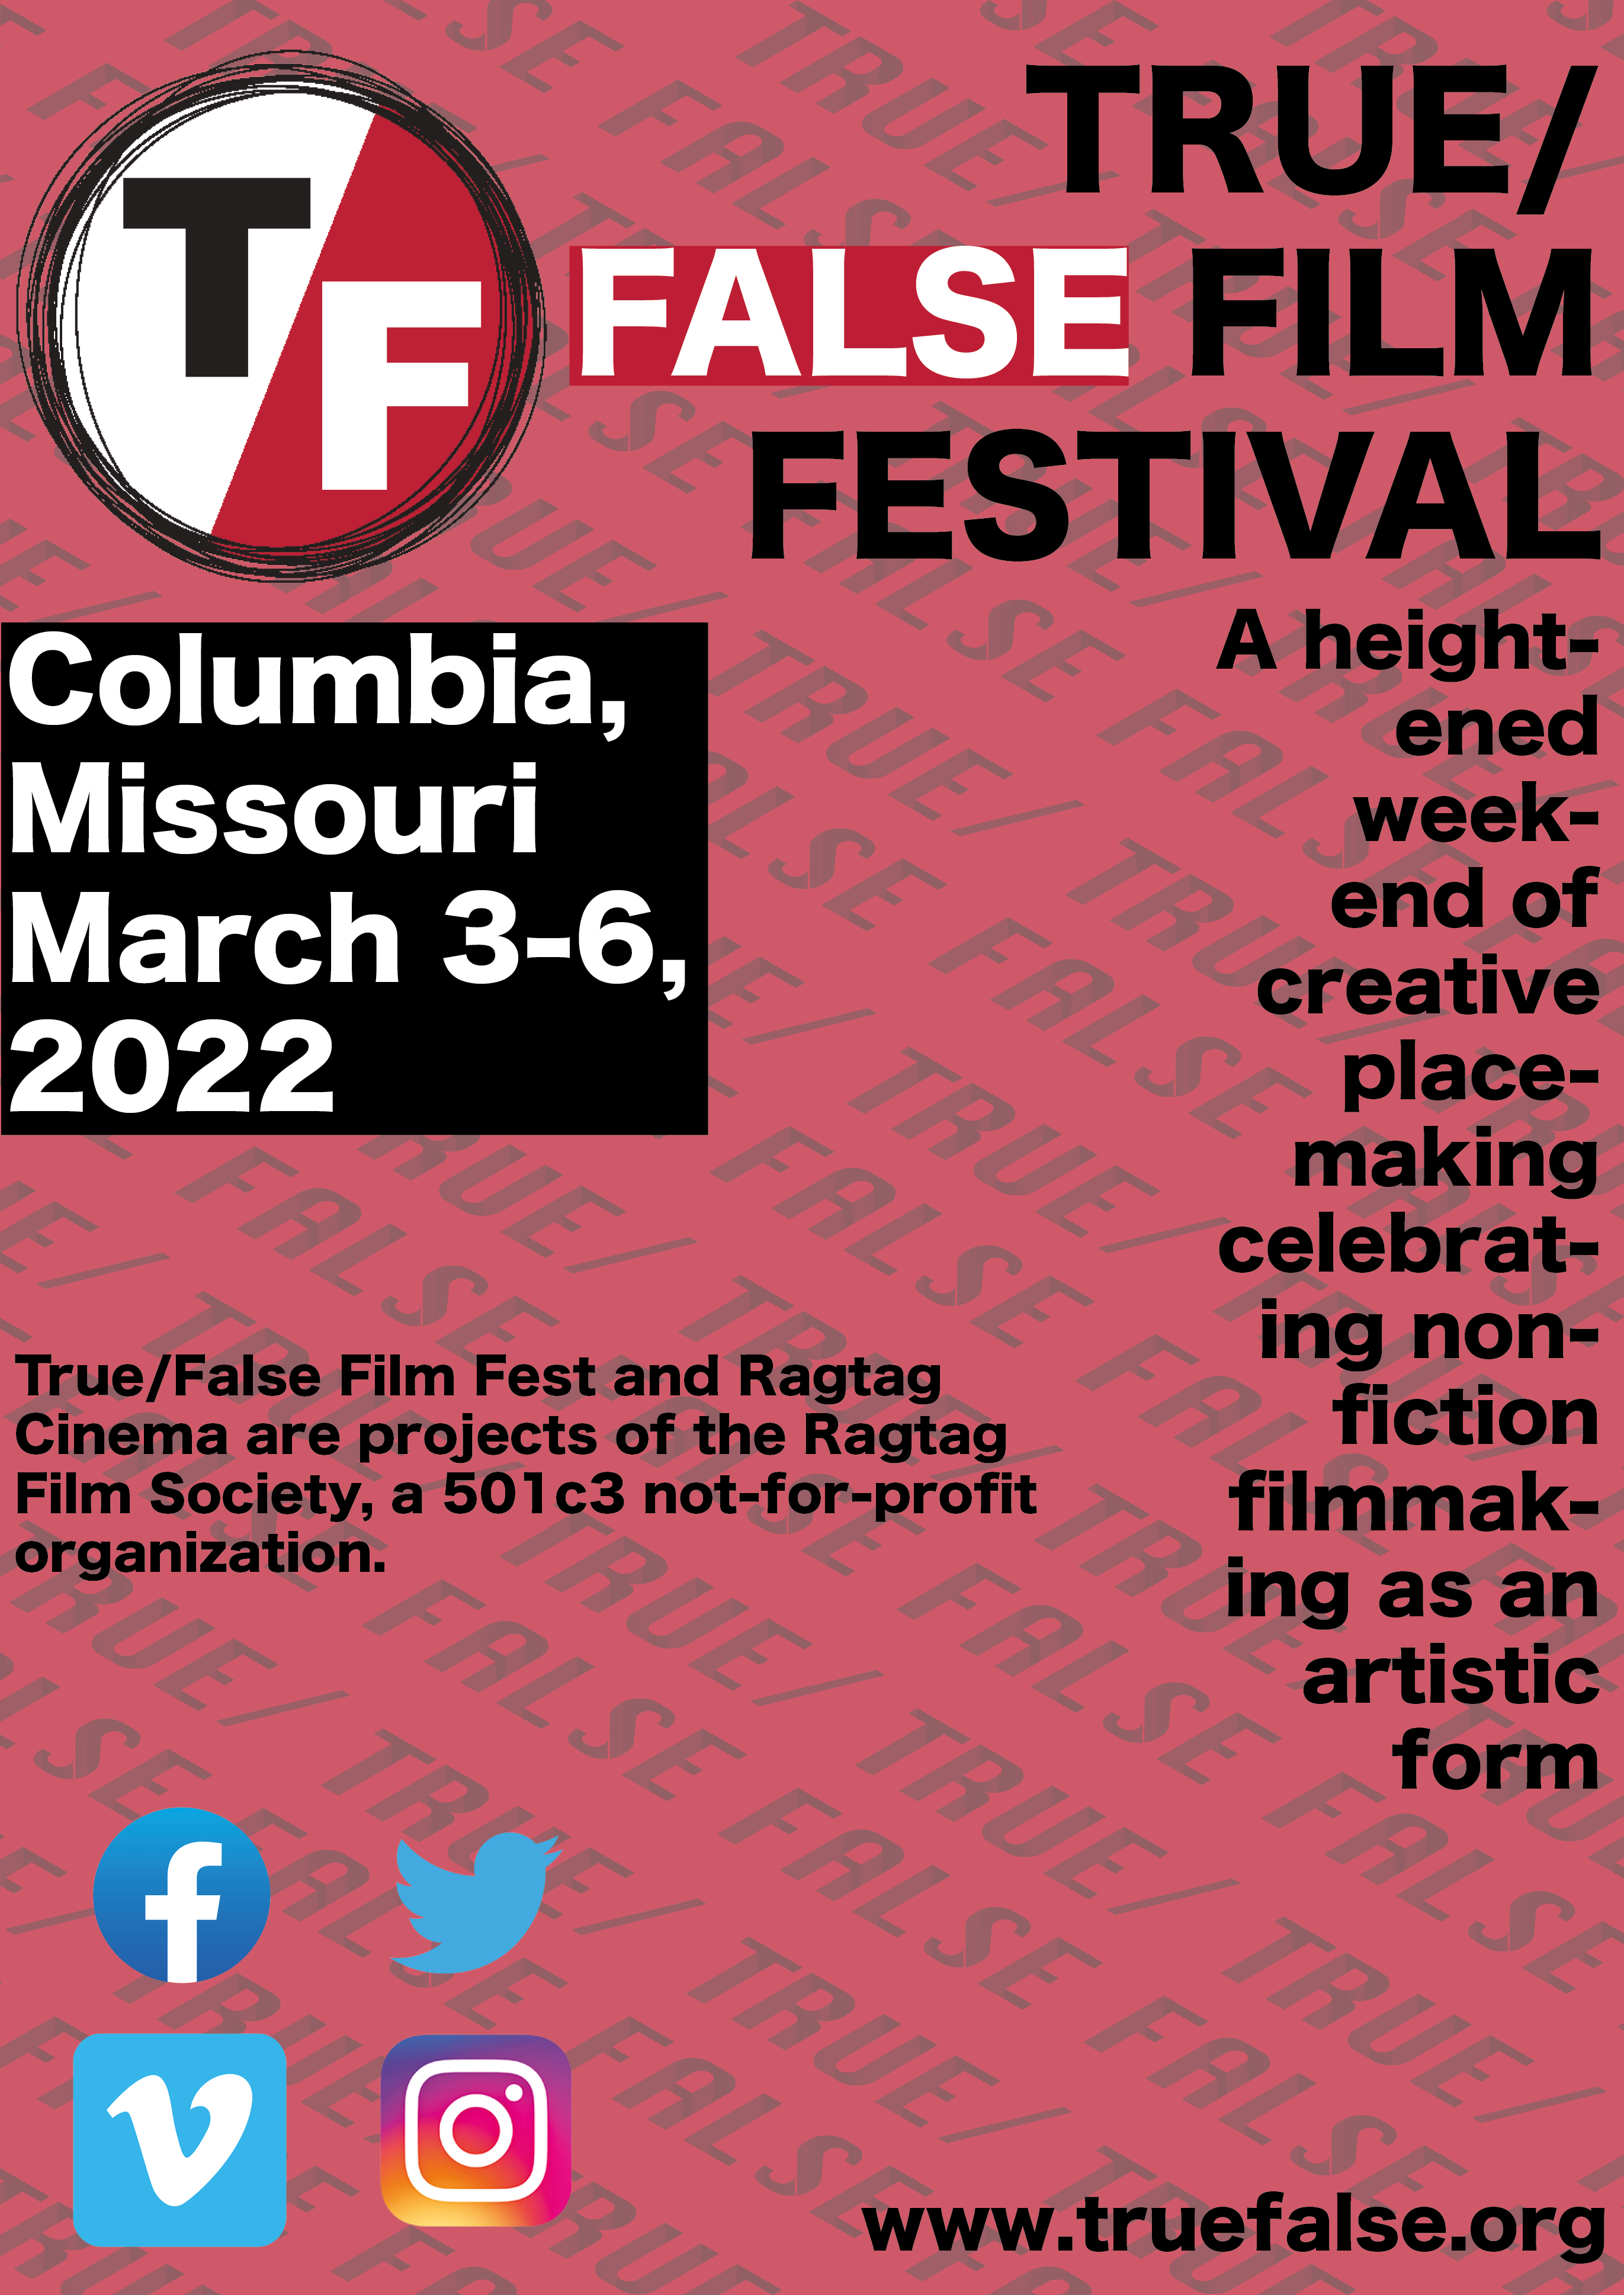 TF
TRUE/
FALSE FILM
FESTIVAL
Columbia,
Missouri
March 3-6,
2022
A height-
ened
week-
end of
creative
place-
making
celebrat-
ing non-
fiction
filmmak-
ing as an
artistic
form
True/False Film Fest and Ragtag
Cinema are projects of the Ragtag
Film Society, a 501c3 not-for-profit
organization.
www.truefalse.org